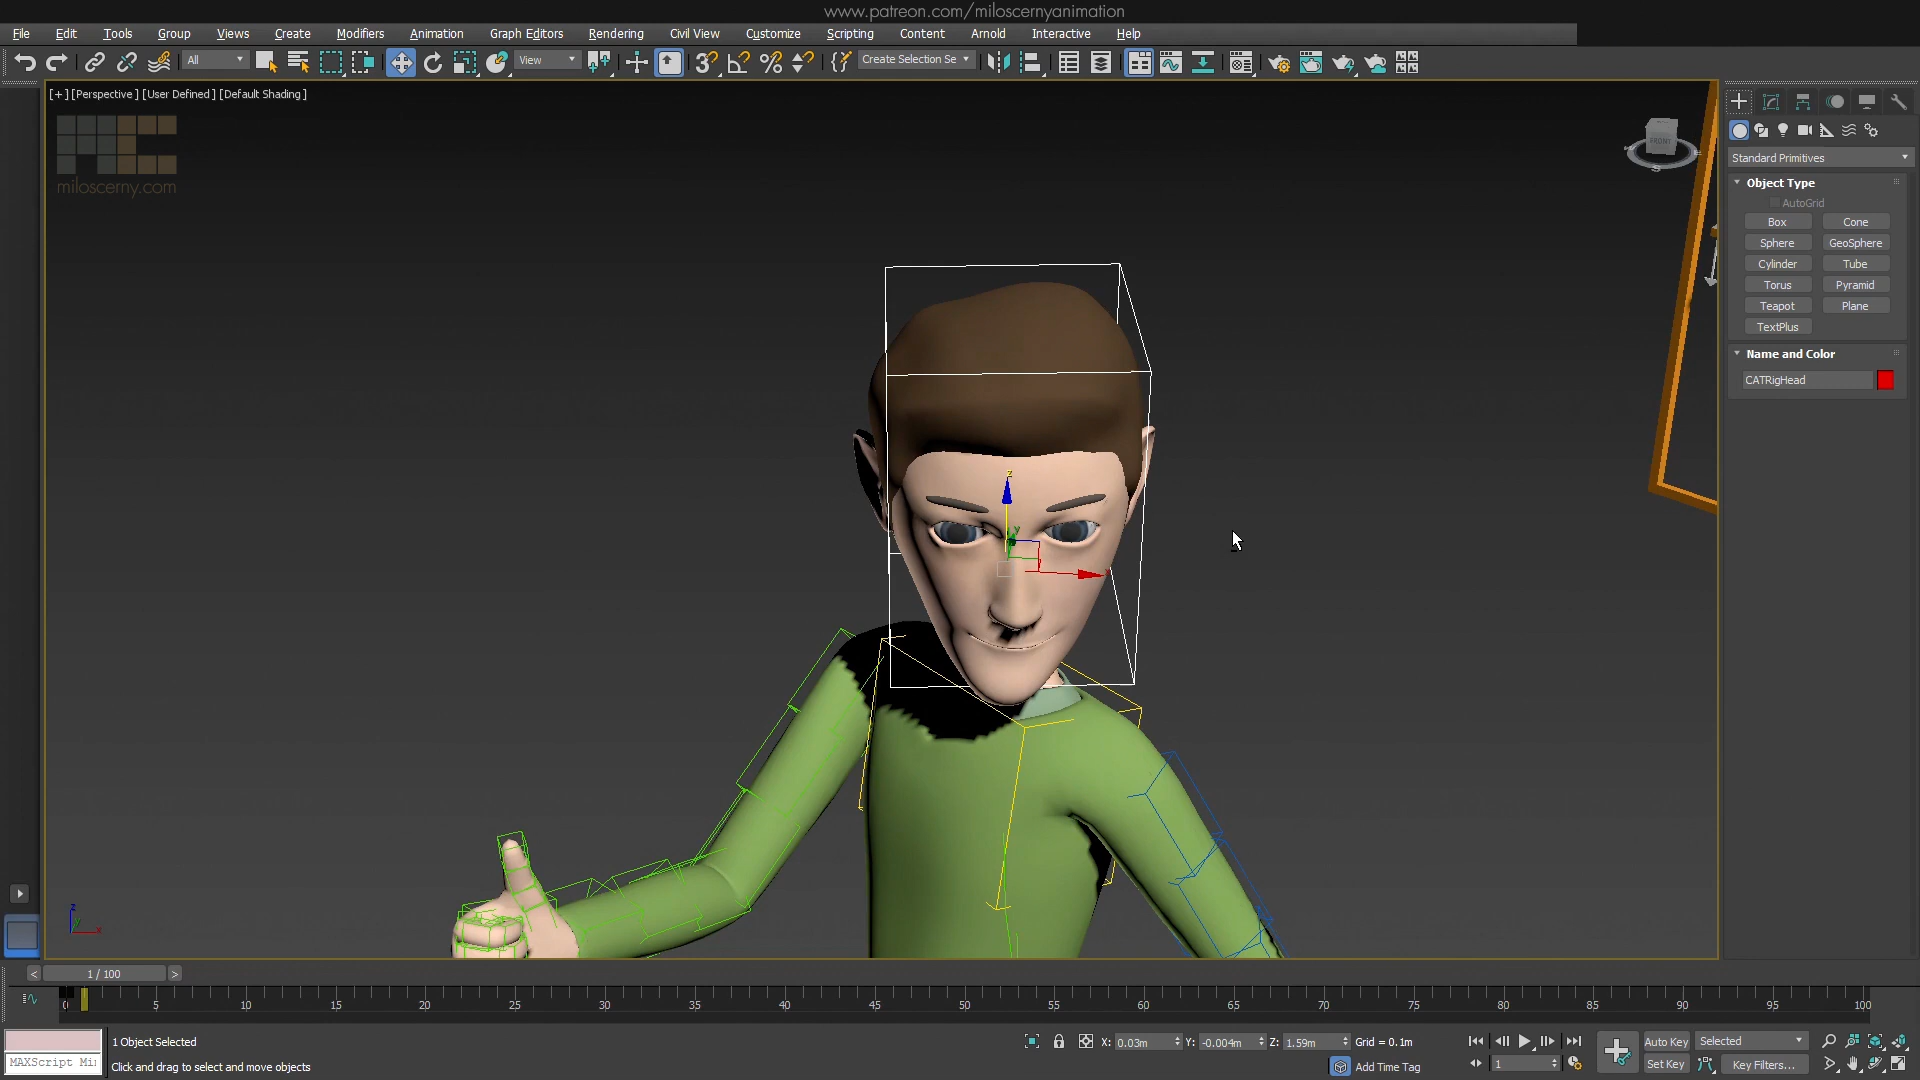 www.patreon.com/miloscernyanimation
File Edit Tools Group Views Create Modifiers Animation Graph Editors Rendering Civil View Customize Scripting Content Arnold Interactive Help
All View Create Selection Se
[+] [Perspective] [User Defined] [Default Shading]
miloscerny.com
FRONT
S
Standard Primitives
Object Type
AutoGrid
Box Cone
Sphere GeoSphere
Cylinder Tube
Torus Pyramid
Teapot Plane
TextPlus
Name and Color
CATRigHead
z
y
z
y
x
< 1 / 100 >
0 5 10 15 20 25 30 35 40 45 50 55 60 65 70 75 80 85 90 95 100
1 Object Selected
X: 0.03m Y: -0.004m Z: 1.59m Grid = 0.1m
Auto Key Selected
MAXScript Mi
Click and drag to select and move objects
Add Time Tag
1
Set Key Key Filters...